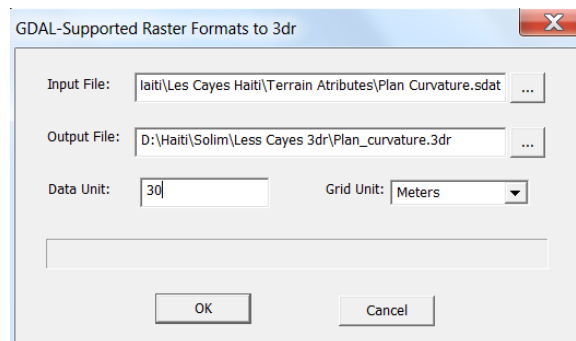 GDAL-Supported Raster Formats to 3dr
Input File: laiti\Les Cayes Haiti\Terrain Atributes\Plan Curvature.sdat ...
Output File: D:\Haiti\Solim\Less Cayes 3dr\Plan_curvature.3dr ...
Data Unit: 30 Grid Unit: Meters
OK Cancel